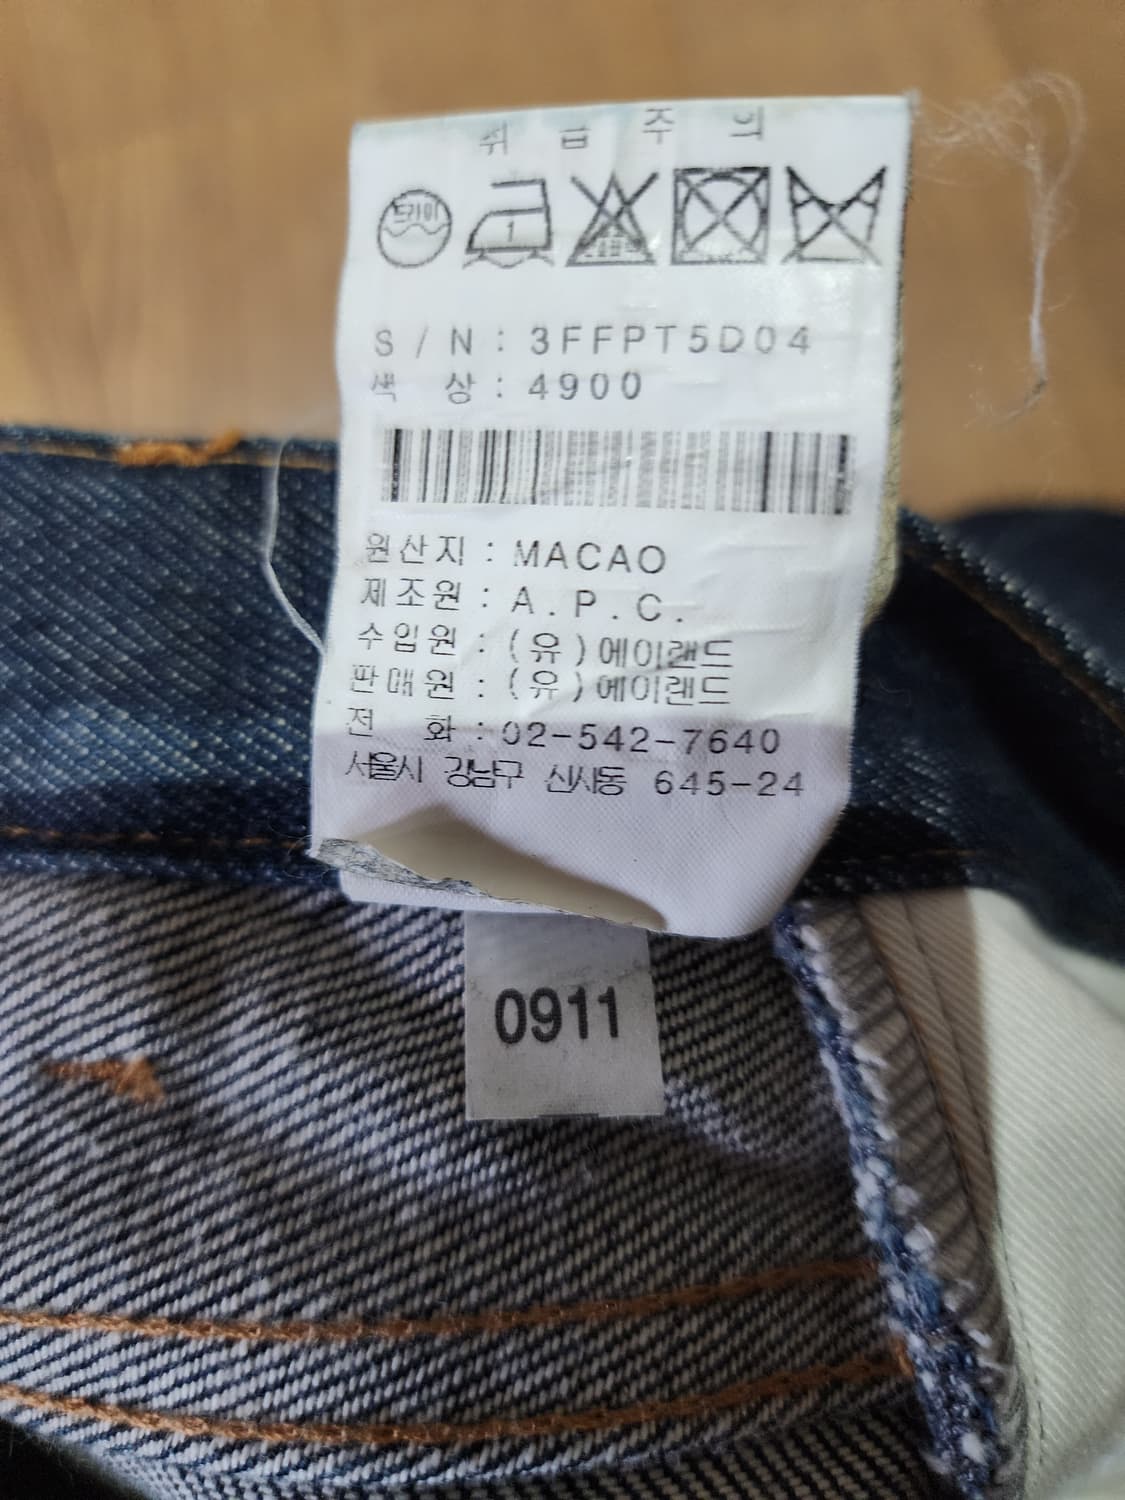 취 급 주 의
드라이
1
S/N: 3FFPT5D04
색 상: 4900
원산지: MACAO
제조원: A.P.C.
수입원: (유)에이랜드
판매원: (유)에이랜드
전 화: 02-542-7640
서울시 강남구 신사동 645-24
0911